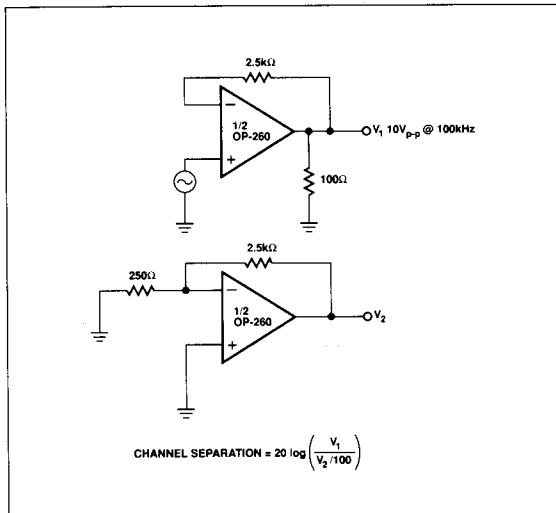 2.5kΩ
−
1/2
OP-260
+
V₁ 10Vp-p @ 100kHz
100Ω
2.5kΩ
250Ω
−
1/2
OP-260
+
V₂
CHANNEL SEPARATION = 20 log ( V₁ / V₂/100 )